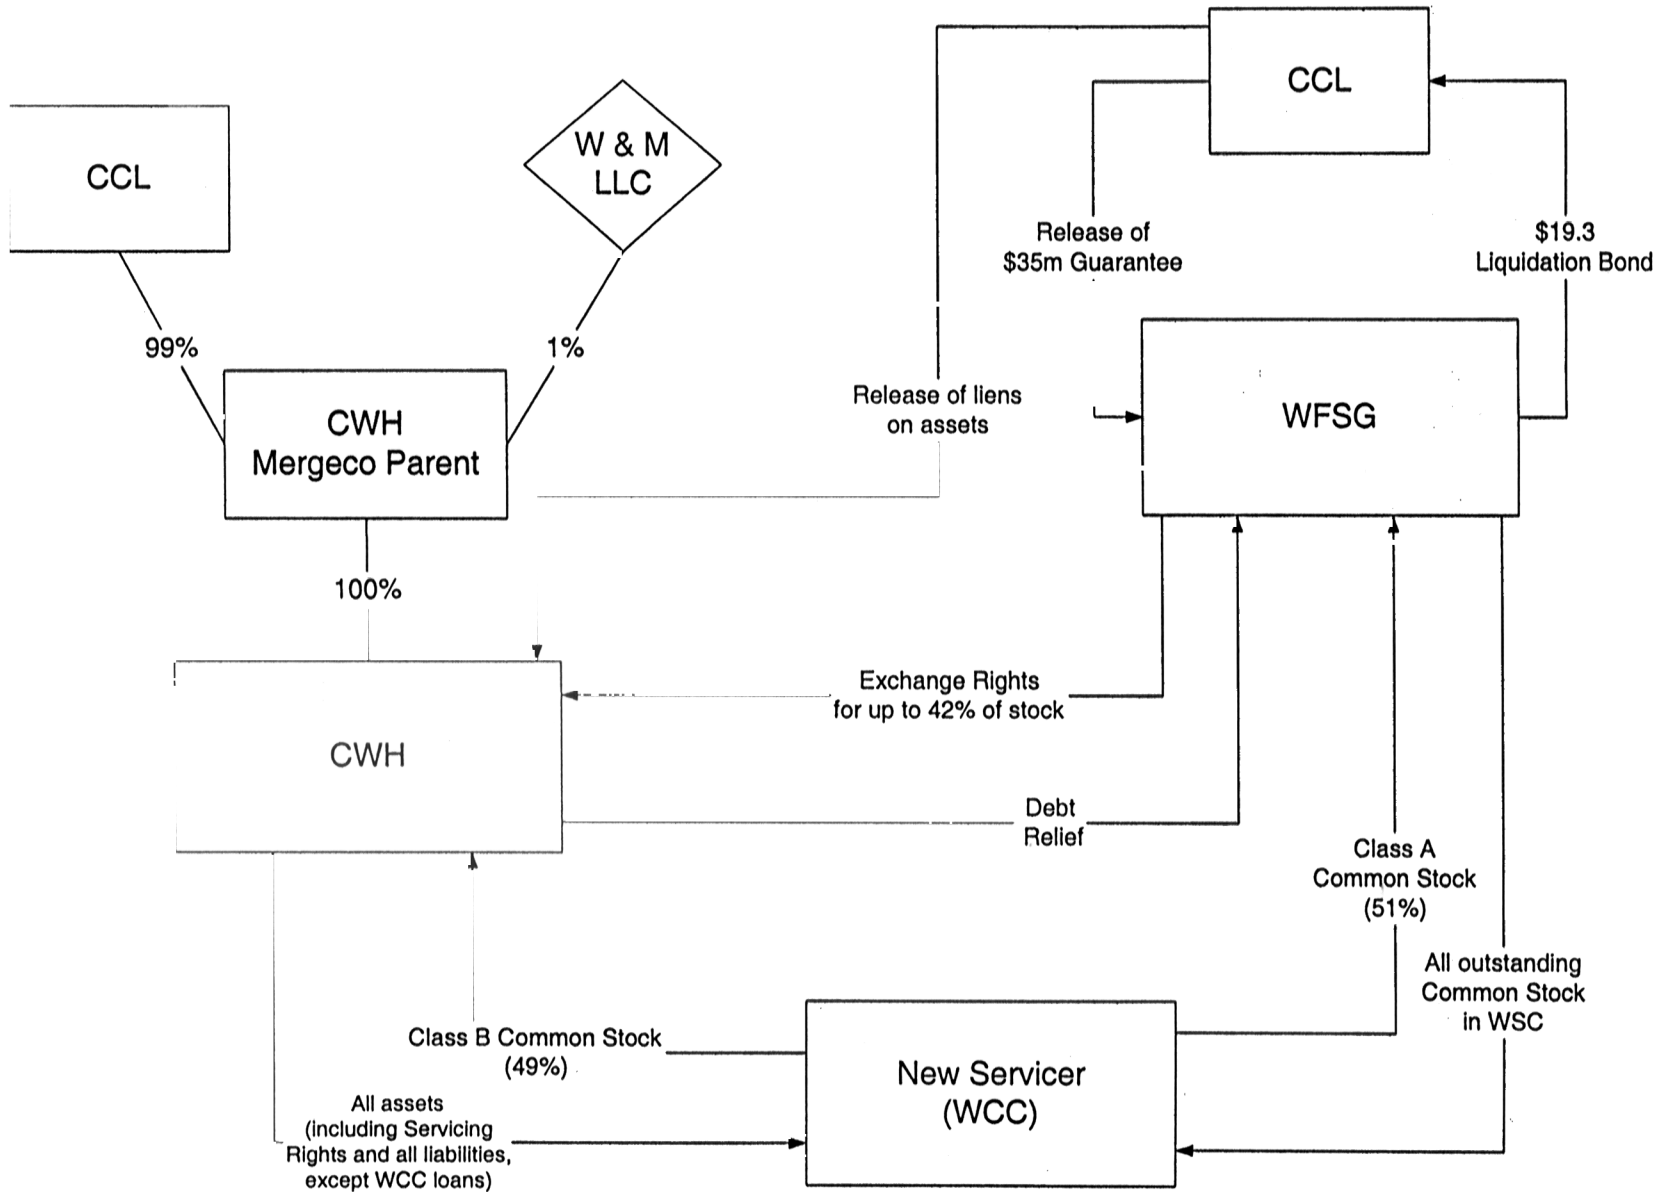 CCL
W & M
LLC
CCL
Release of
$35m Guarantee
$19.3
Liquidation Bond
99%
1%
CWH
Mergeco Parent
Release of liens
on assets
WFSG
100%
Exchange Rights
for up to 42% of stock
CWH
Debt
Relief
Class A
Common Stock
(51%)
All outstanding
Common Stock
in WSC
Class B Common Stock
(49%)
New Servicer
(WCC)
All assets
(including Servicing
Rights and all liabilities,
except WCC loans)